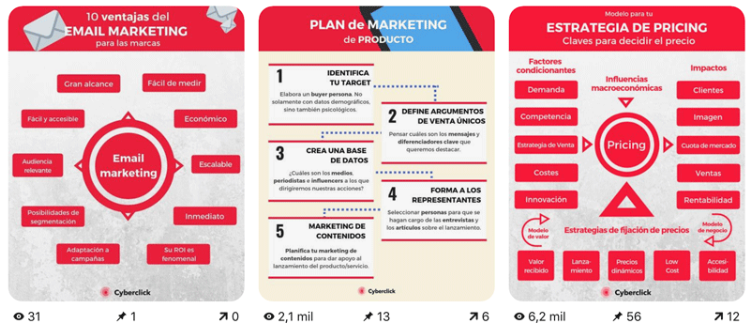 10 ventajas del
EMAIL MARKETING
para las marcas
Gran alcance
Fácil de medir
Fácil y accesible
Económico
Audiencia
relevante
Email
marketing
Escalable
Posibilidades de
segmentación
Inmediato
Adaptación a
campañas
Su ROI es
fenomenal
Cyberclick
31
1
0
PLAN de MARKETING
de PRODUCTO
1
IDENTIFICA
TU TARGET
Elabora un buyer persona. No
solamente con datos demográficos,
sino también psicológicos.
2
DEFINE ARGUMENTOS
DE VENTA ÚNICOS
Pensar cuáles son los mensajes y
diferenciadores clave que
queremos destacar.
3
CREA UNA BASE
DE DATOS
¿Cuáles son los medios,
periodistas e influencers a los que
dirigiremos nuestras acciones?
4
FORMA A LOS
REPRESENTANTES
Seleccionar personas para que se
hagan cargo de las entrevistas y
los artículos sobre el lanzamiento.
5
MARKETING DE
CONTENIDOS
Planifica tu marketing de
contenidos para dar apoyo al
lanzamiento del producto/servicio.
Cyberclick
2,1 mil
13
6
Modelo para tu
ESTRATEGIA DE PRICING
Claves para decidir el precio
Factores
condicionantes
Influencias
macroeconómicas
Impactos
Demanda
Clientes
Competencia
Imagen
Estrategia de Venta
Pricing
Cuota de mercado
Costes
Ventas
Innovación
Rentabilidad
Modelo
de valor
Estrategias de fijación de precios
Modelo
de negocio
Valor
recibido
Lanza-
miento
Precios
dinámicos
Low
Cost
Accesi-
bilidad
Cyberclick
6,2 mil
56
12